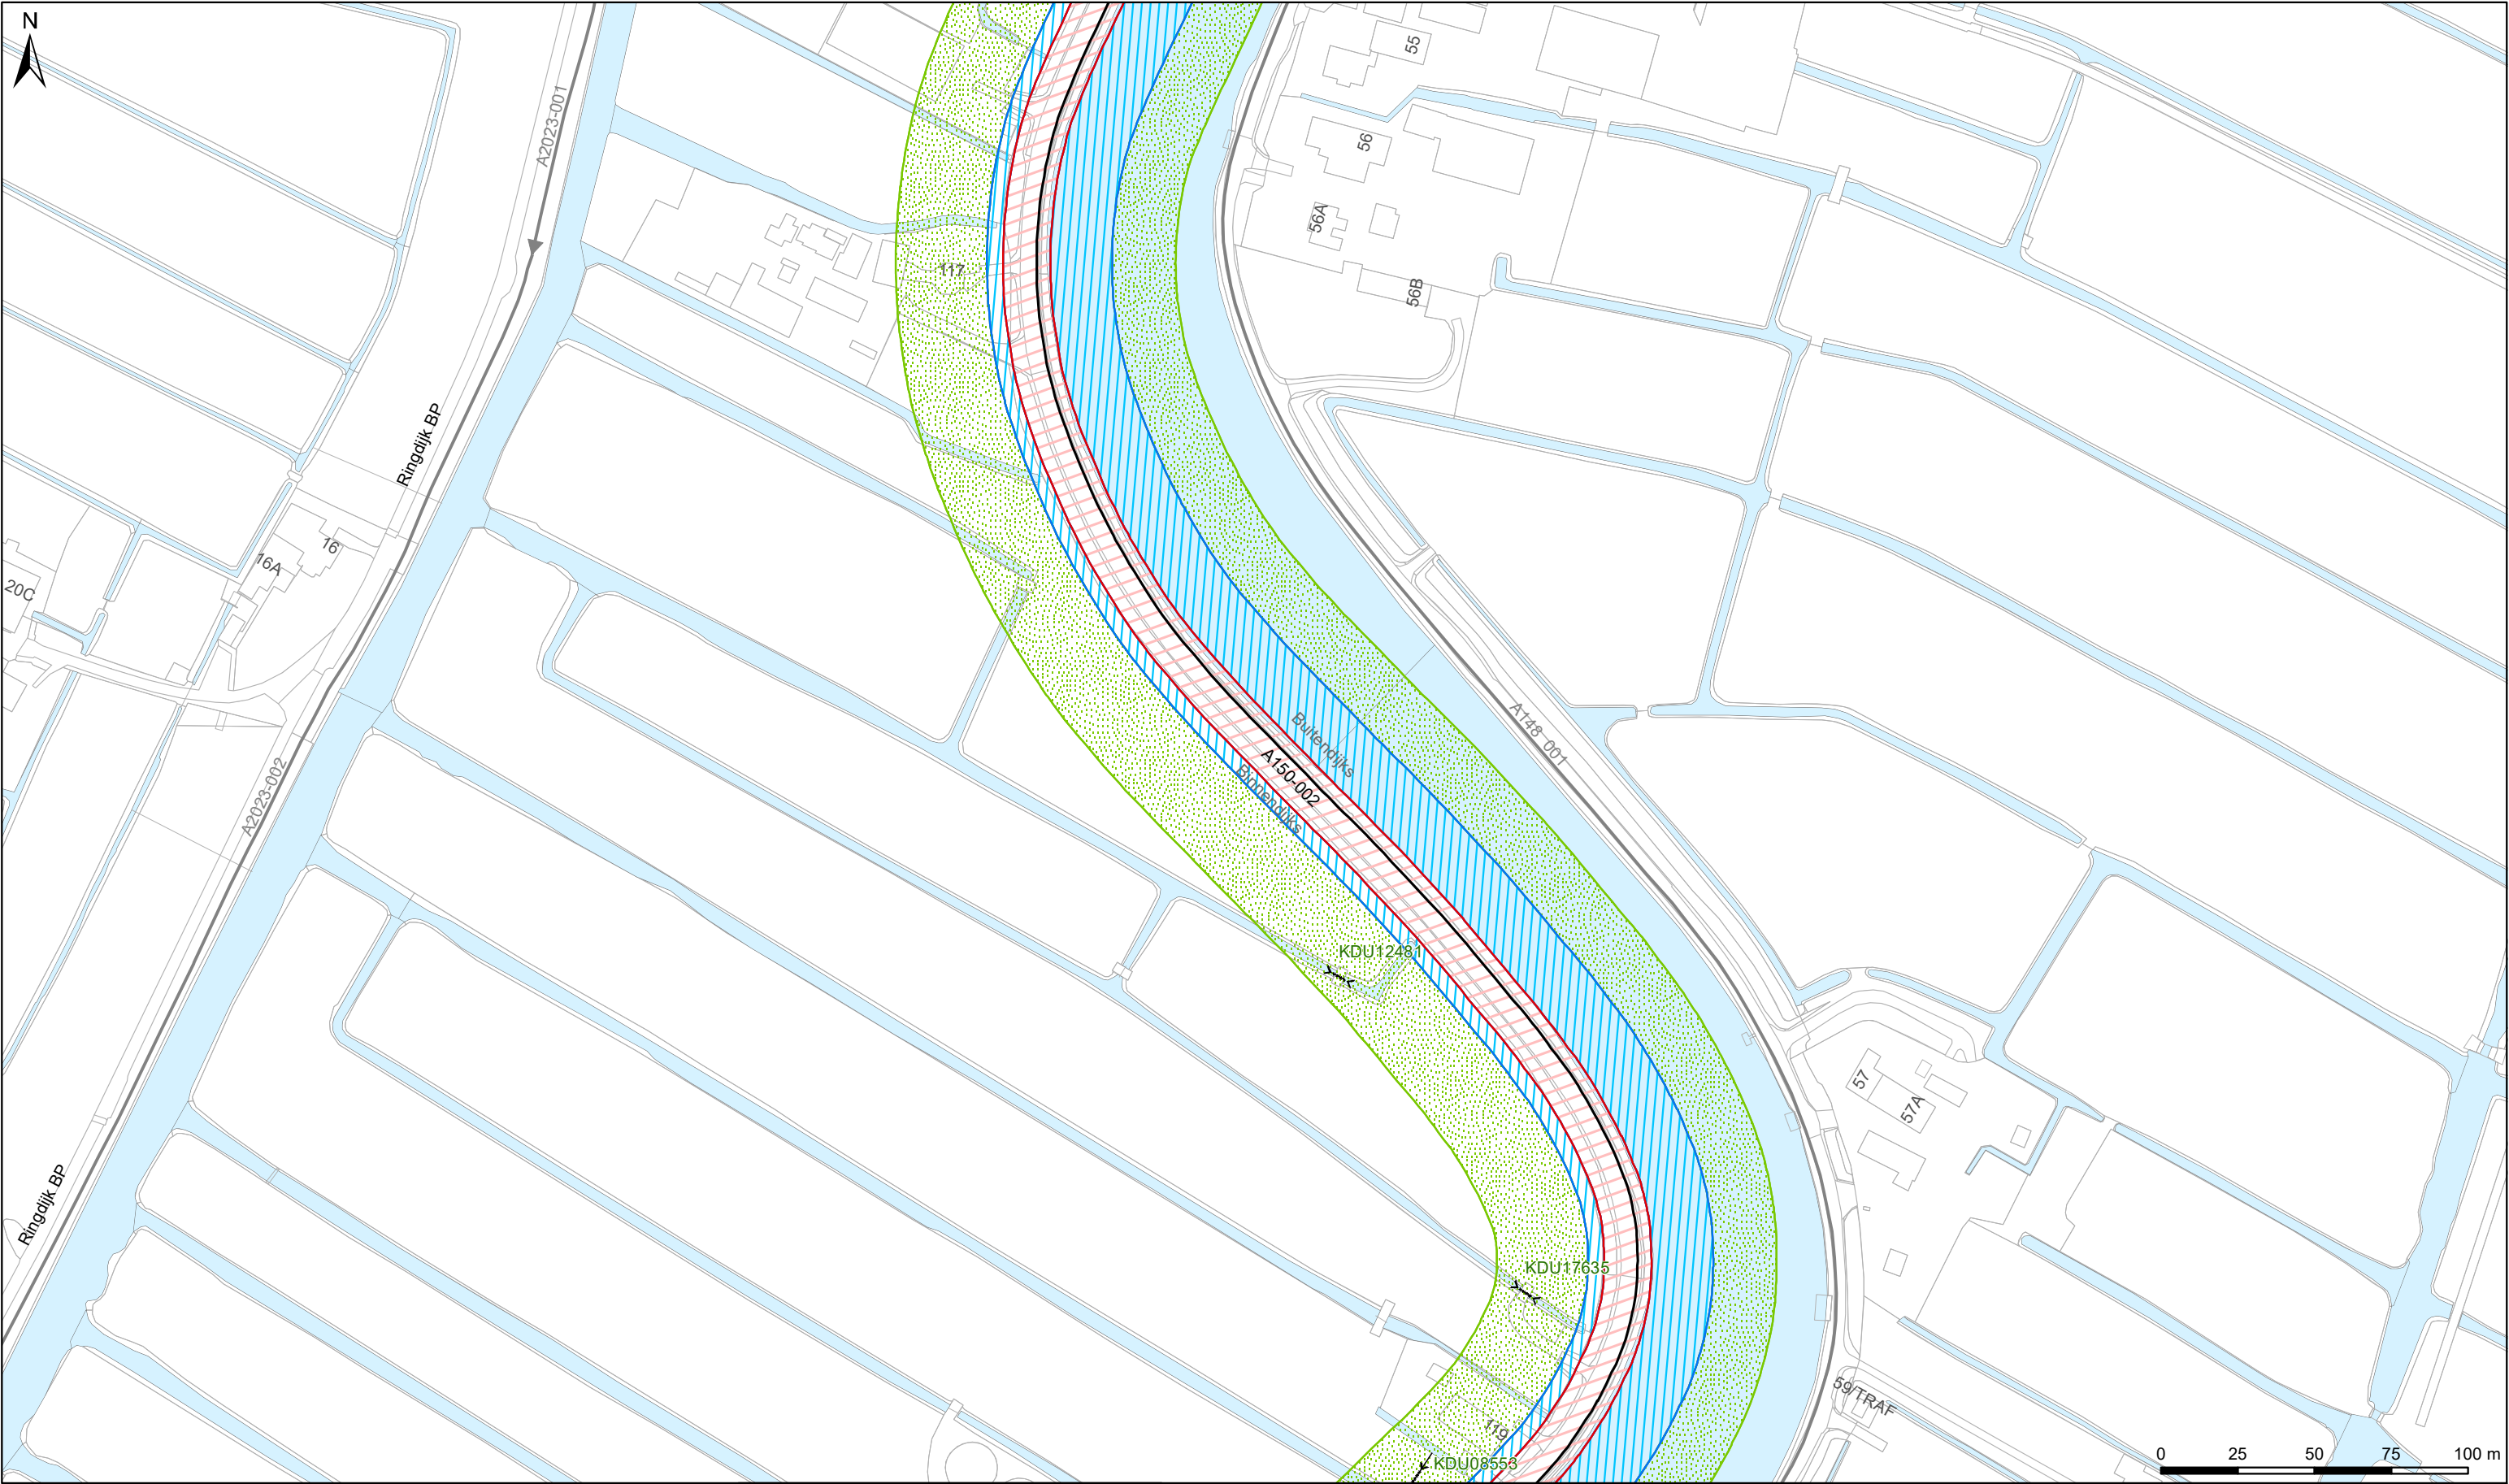 N
55
A2023-001
56
56A
117
56B
Ringdijk BP
16
16A
20C
A148_001
Buitendijks
A150-002
Binnendijks
A2023-002
KDU12481
57
57A
Ringdijk BP
KDU17635
59/TRAF
119
KDU08553
0 25 50 75 100 m